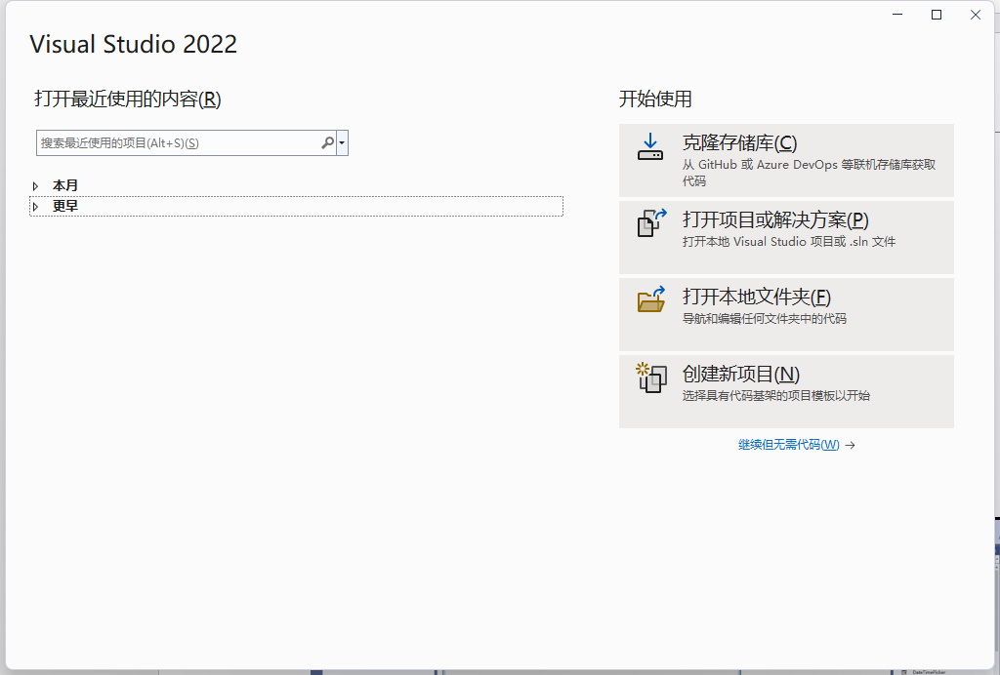 Visual Studio 2022
打开最近使用的内容(R)
搜索最近使用的项目(Alt+S)(S)
本月
更早
开始使用
克隆存储库(C)
从 GitHub 或 Azure DevOps 等联机存储库获取
代码
打开项目或解决方案(P)
打开本地 Visual Studio 项目或 .sln 文件
打开本地文件夹(F)
导航和编辑任何文件夹中的代码
创建新项目(N)
选择具有代码基架的项目模板以开始
继续但无需代码(W) →
DateTimePicker